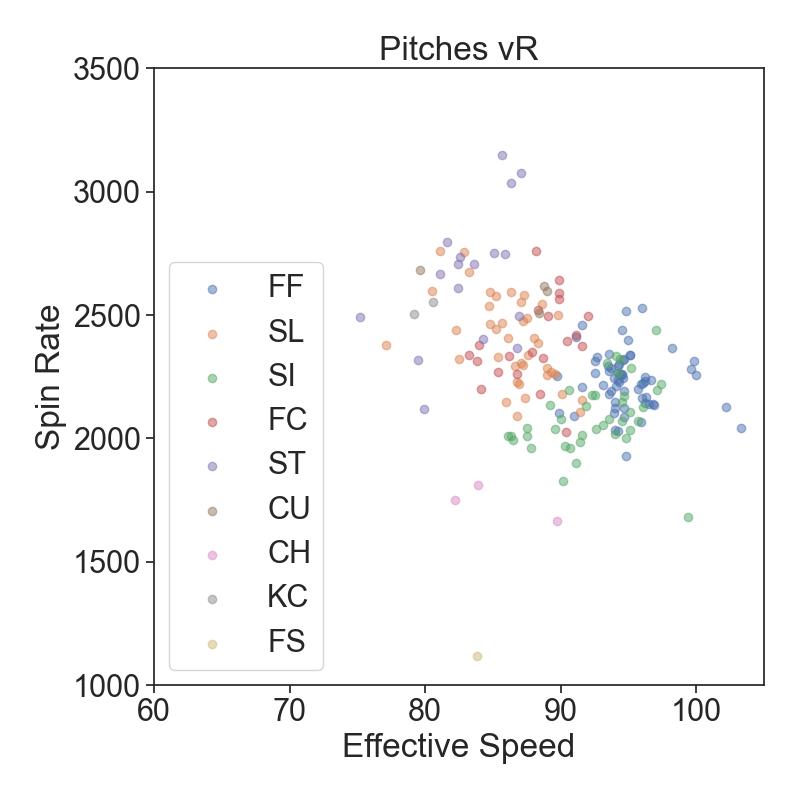 Pitches vR
3500
3000
2500
2000
1500
1000
Spin Rate
FF
SL
SI
FC
ST
CU
CH
KC
FS
60 70 80 90 100
Effective Speed